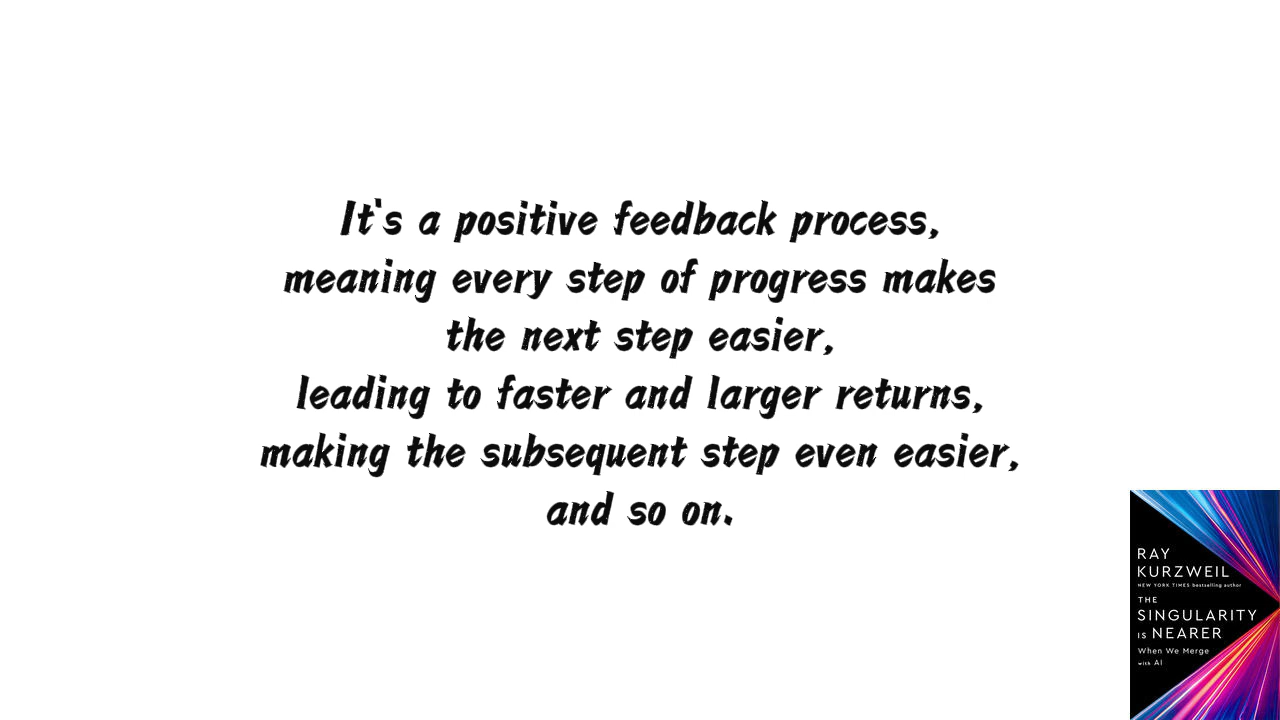 It`s a positive feedback process,
meaning every step of progress makes
the next step easier,
leading to faster and larger returns,
making the subsequent step even easier,
and so on.
RAY
KURZWEIL
NEW YORK TIMES bestselling author
THE
SINGULARITY
IS NEARER
When We Merge
with AI